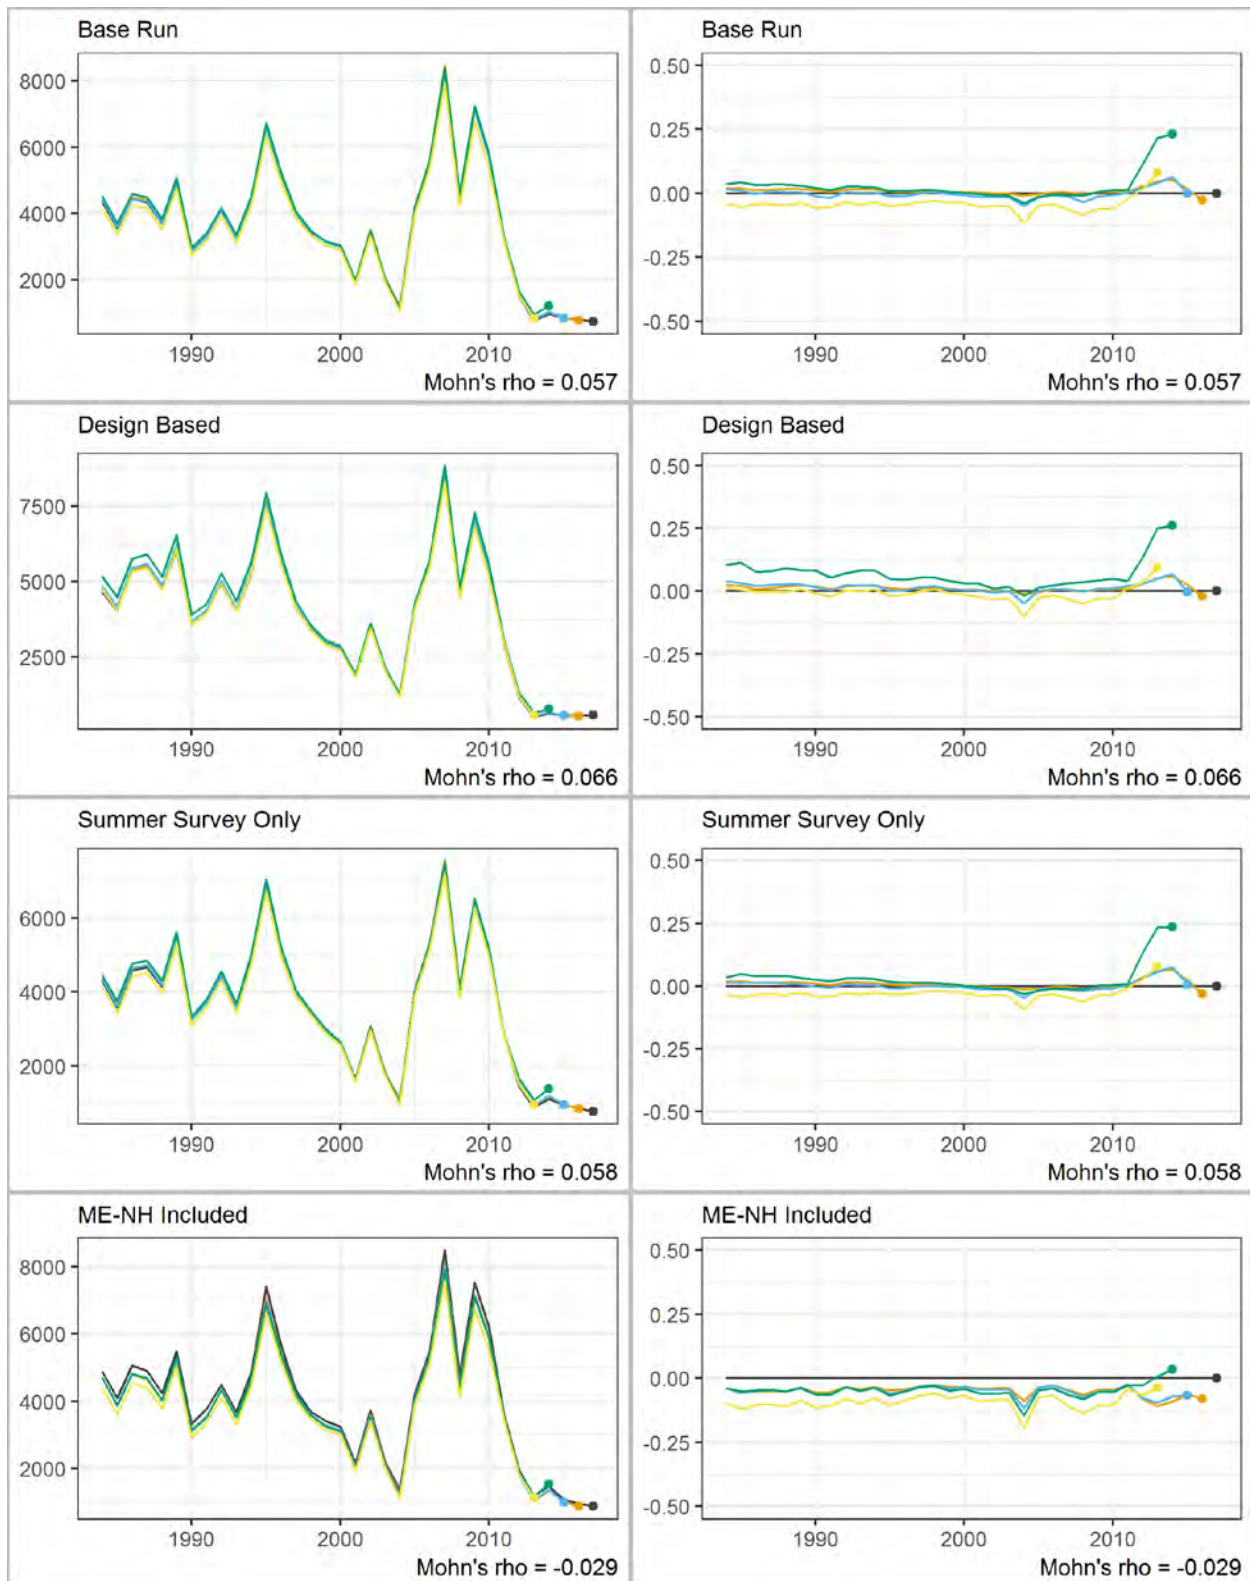 Base Run
8000
6000
4000
2000
1990 2000 2010
Mohn's rho = 0.057
Base Run
0.50
0.25
0.00
-0.25
-0.50
1990 2000 2010
Mohn's rho = 0.057
Design Based
7500
5000
2500
1990 2000 2010
Mohn's rho = 0.066
Design Based
0.50
0.25
0.00
-0.25
-0.50
1990 2000 2010
Mohn's rho = 0.066
Summer Survey Only
6000
4000
2000
1990 2000 2010
Mohn's rho = 0.058
Summer Survey Only
0.50
0.25
0.00
-0.25
-0.50
1990 2000 2010
Mohn's rho = 0.058
ME-NH Included
8000
6000
4000
2000
1990 2000 2010
Mohn's rho = -0.029
ME-NH Included
0.50
0.25
0.00
-0.25
-0.50
1990 2000 2010
Mohn's rho = -0.029